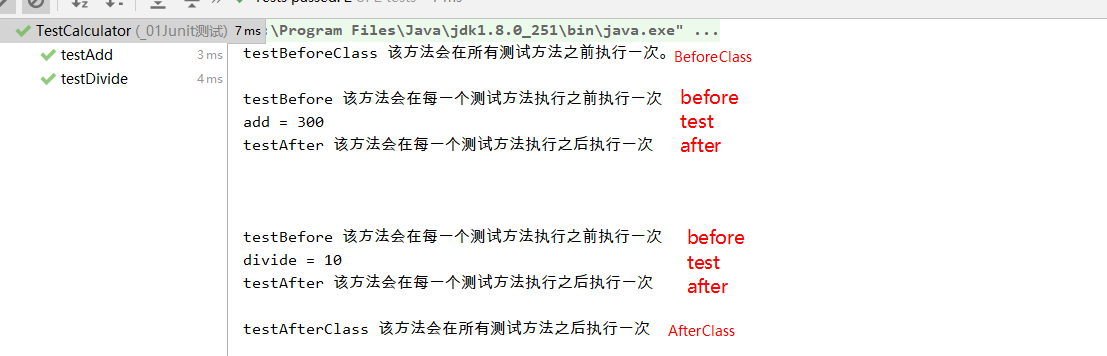 TestCalculator (_01Junit测试) 7 ms
testAdd 3 ms
testDivide 4 ms
:\Program Files\Java\jdk1.8.0_251\bin\java.exe" ...
testBeforeClass 该方法会在所有测试方法之前执行一次。 BeforeClass
testBefore 该方法会在每一个测试方法执行之前执行一次 before
add = 300 test
testAfter 该方法会在每一个测试方法执行之后执行一次 after
testBefore 该方法会在每一个测试方法执行之前执行一次 before
divide = 10 test
testAfter 该方法会在每一个测试方法执行之后执行一次 after
testAfterClass 该方法会在所有测试方法之后执行一次 AfterClass